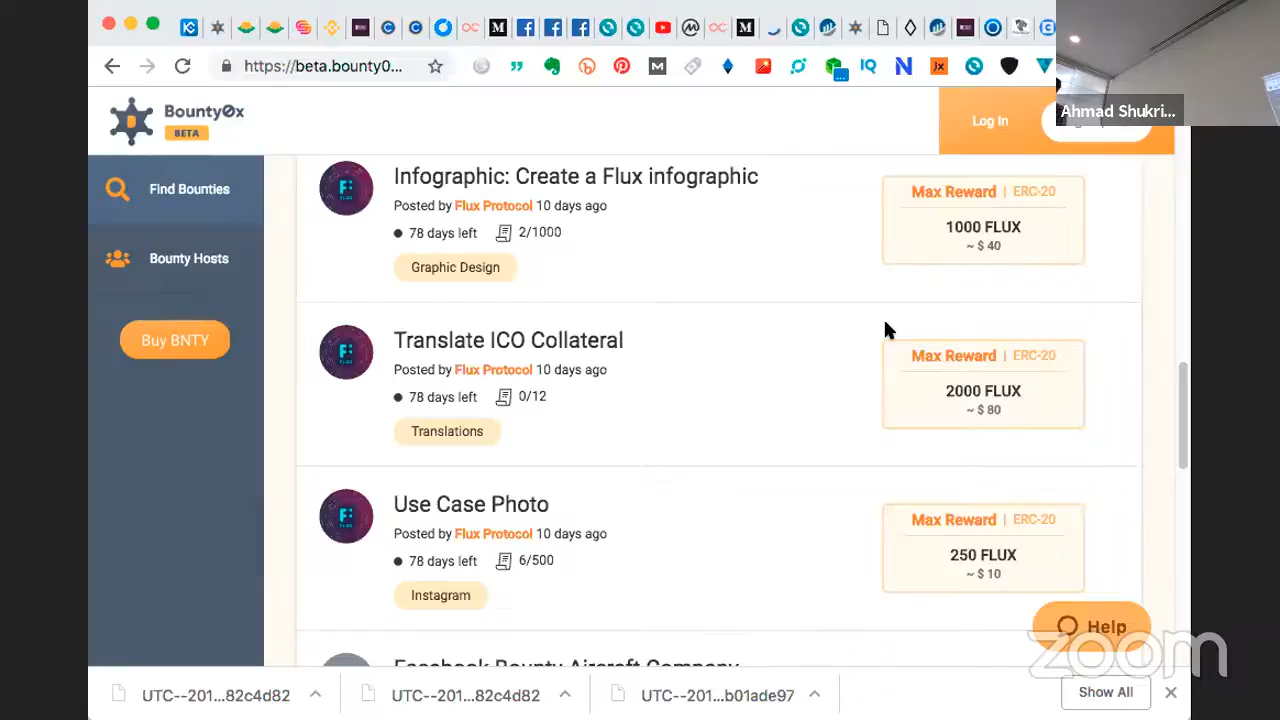 https://beta.bounty0...
Ahmad Shukri...
BountyØx
BETA
Log In
Find Bounties
Bounty Hosts
Buy BNTY
Infographic: Create a Flux infographic
Posted by Flux Protocol 10 days ago
78 days left 2/1000
Graphic Design
Max Reward | ERC-20
1000 FLUX
~ $ 40
Translate ICO Collateral
Posted by Flux Protocol 10 days ago
78 days left 0/12
Translations
Max Reward | ERC-20
2000 FLUX
~ $ 80
Use Case Photo
Posted by Flux Protocol 10 days ago
78 days left 6/500
Instagram
Max Reward | ERC-20
250 FLUX
~ $ 10
Facebook Bounty Aircraft Company
Help
zoom
UTC--201...82c4d82
UTC--201...82c4d82
UTC--201...b01ade97
Show All